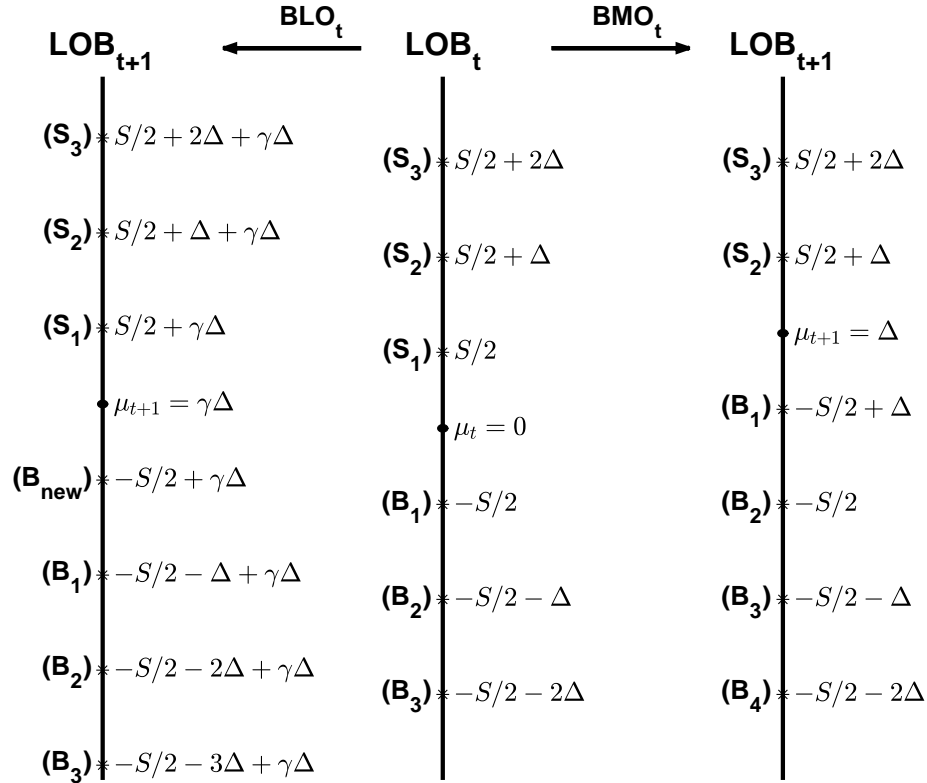 BLO_t
BMO_t
LOB_{t+1}
LOB_t
LOB_{t+1}
(S_3) S/2 + 2Δ + γΔ
(S_2) S/2 + Δ + γΔ
(S_1) S/2 + γΔ
μ_{t+1} = γΔ
(B_{new}) −S/2 + γΔ
(B_1) −S/2 − Δ + γΔ
(B_2) −S/2 − 2Δ + γΔ
(B_3) −S/2 − 3Δ + γΔ
(S_3) S/2 + 2Δ
(S_2) S/2 + Δ
(S_1) S/2
μ_t = 0
(B_1) −S/2
(B_2) −S/2 − Δ
(B_3) −S/2 − 2Δ
(S_3) S/2 + 2Δ
(S_2) S/2 + Δ
μ_{t+1} = Δ
(B_1) −S/2 + Δ
(B_2) −S/2
(B_3) −S/2 − Δ
(B_4) −S/2 − 2Δ